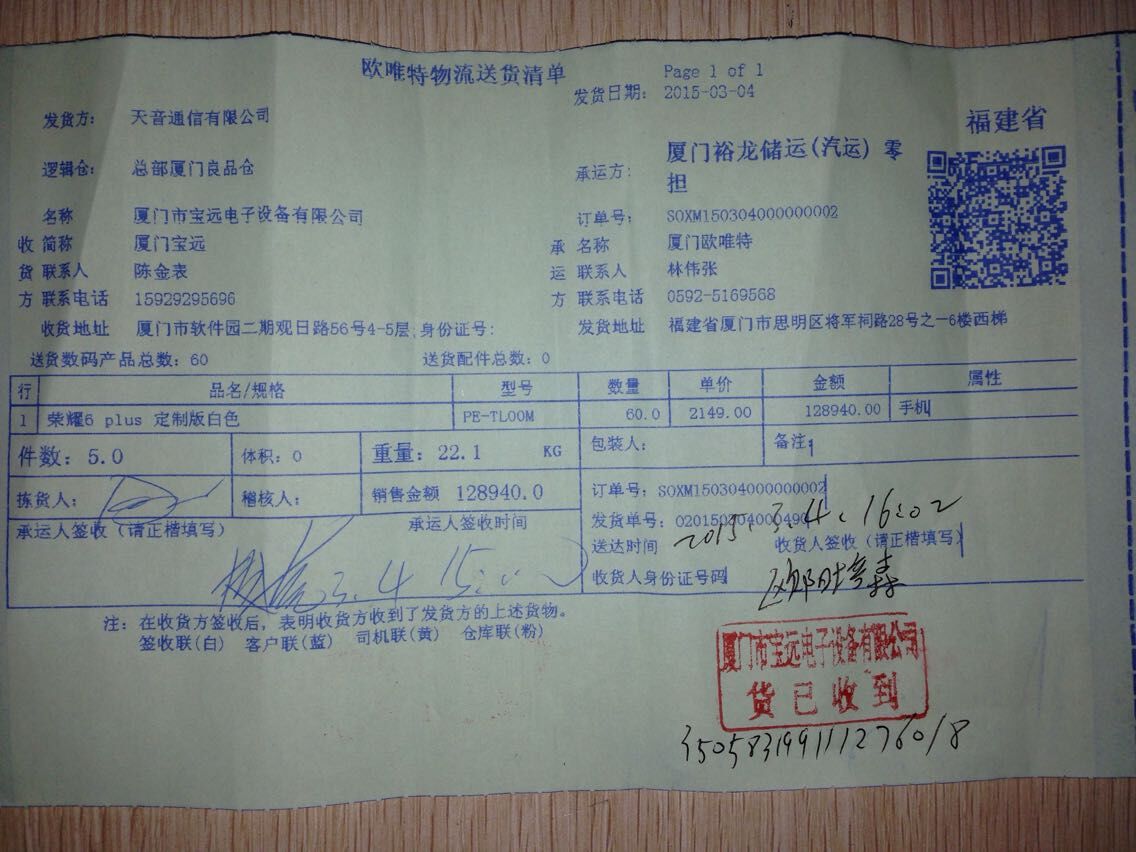 欧唯特物流送货清单
Page 1 of 1
发货日期: 2015-03-04
发货方: 天音通信有限公司
福建省
逻辑仓: 总部厦门良品仓
承运方: 厦门裕龙储运(汽运) 零担
名称 厦门市宝远电子设备有限公司
订单号: SOXM150304000000002
收 简称 厦门宝远
承 名称 厦门欧唯特
货 联系人 陈金表
运 联系人 林伟张
方 联系电话 15929295696
方 联系电话 0592-5169568
收货地址 厦门市软件园二期观日路56号4-5层;身份证号:
发货地址 福建省厦门市思明区将军祠路28号之一6楼西梯
送货数码产品总数: 60 送货配件总数: 0
行 品名/规格 型号 数量 单价 金额 属性
1 荣耀6 plus 定制版白色 PE-TL00M 60.0 2149.00 128940.00 手机
件数: 5.0 体积: 0 重量: 22.1 KG 包装人: 备注:
拣货人: 稽核人: 销售金额 128940.0
订单号: SOXM150304000000002
承运人签收(请正楷填写) 承运人签收时间
发货单号: 020150304000490
送达时间 2015.3.4.16:02 收货人签收(请正楷填写)
3.4 15:
收货人身份证号码
注: 在收货方签收后, 表明收货方收到了发货方的上述货物。
签收联(白) 客户联(蓝) 司机联(黄) 仓库联(粉)
厦门市宝远电子设备有限公司
货已收到
350583199111276018